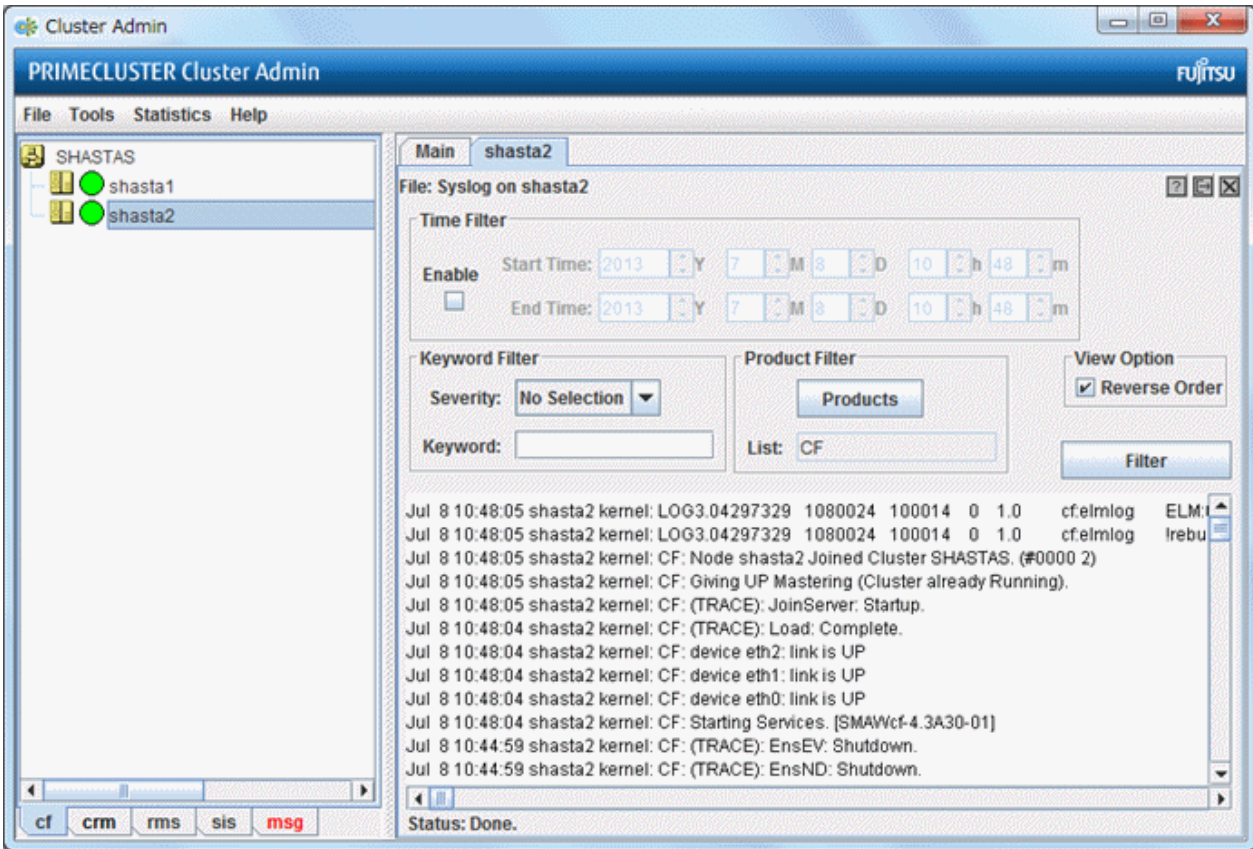 Cluster Admin
PRIMECLUSTER Cluster Admin
FUJITSU
File Tools Statistics Help
SHASTAS
shasta1
shasta2
Main shasta2
File: Syslog on shasta2
Time Filter
Enable
Start Time: 2013 Y 7 M 8 D 10 h 48 m
End Time: 2013 Y 7 M 8 D 10 h 48 m
Keyword Filter
Severity: No Selection
Keyword:
Product Filter
Products
List: CF
View Option
Reverse Order
Filter
Jul 8 10:48:05 shasta2 kernel: LOG3.04297329 1080024 100014 0 1.0 cf:elmlog ELM:
Jul 8 10:48:05 shasta2 kernel: LOG3.04297329 1080024 100014 0 1.0 cf:elmlog !rebu
Jul 8 10:48:05 shasta2 kernel: CF: Node shasta2 Joined Cluster SHASTAS. (#0000 2)
Jul 8 10:48:05 shasta2 kernel: CF: Giving UP Mastering (Cluster already Running).
Jul 8 10:48:05 shasta2 kernel: CF: (TRACE): JoinServer: Startup.
Jul 8 10:48:04 shasta2 kernel: CF: (TRACE): Load: Complete.
Jul 8 10:48:04 shasta2 kernel: CF: device eth2: link is UP
Jul 8 10:48:04 shasta2 kernel: CF: device eth1: link is UP
Jul 8 10:48:04 shasta2 kernel: CF: device eth0: link is UP
Jul 8 10:48:04 shasta2 kernel: CF: Starting Services. [SMAWcf-4.3A30-01]
Jul 8 10:44:59 shasta2 kernel: CF: (TRACE): EnsEV: Shutdown.
Jul 8 10:44:59 shasta2 kernel: CF: (TRACE): EnsND: Shutdown.
cf crm rms sis msg
Status: Done.